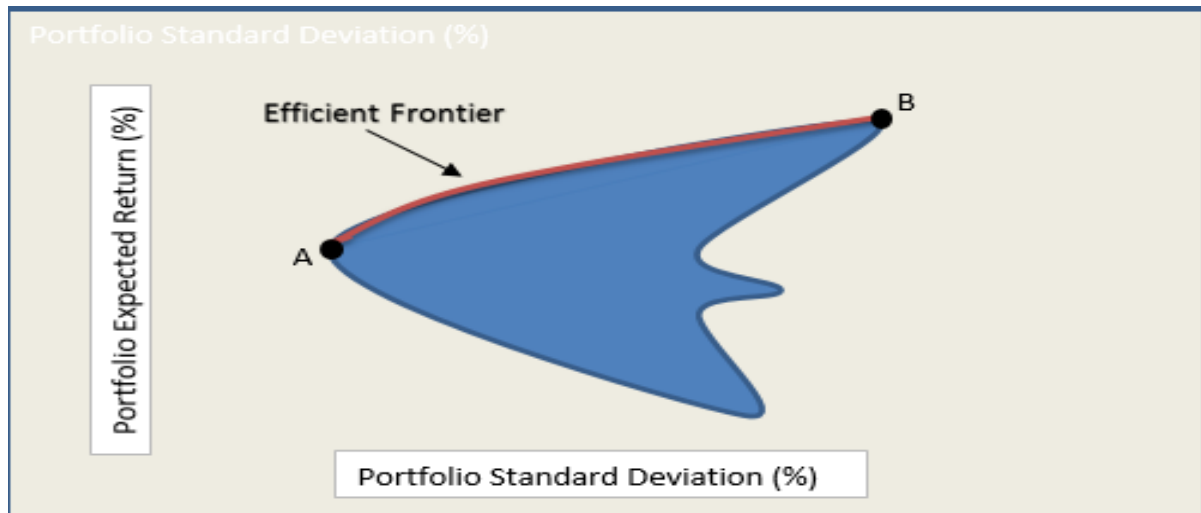 Portfolio Standard Deviation (%)
Efficient Frontier
B
A
Portfolio Expected Return (%)
Portfolio Standard Deviation (%)